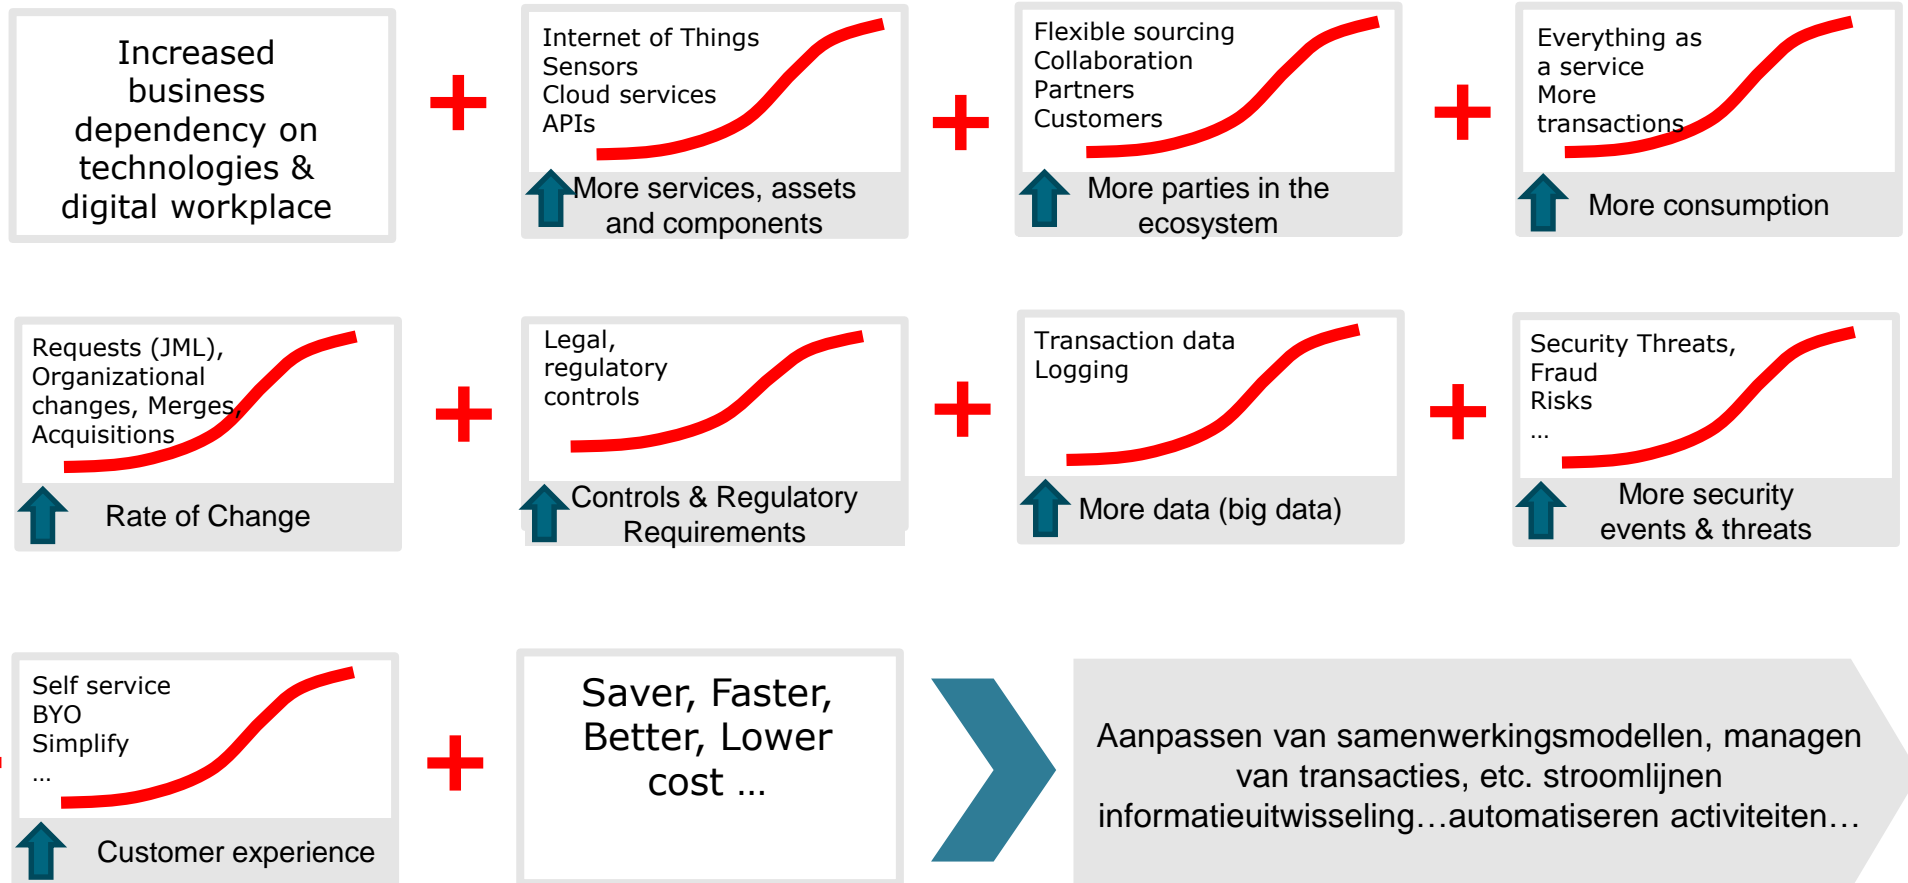 Increased
business
dependency on
technologies &
digital workplace
Internet of Things
Sensors
Cloud services
APIs
More services, assets
and components
Flexible sourcing
Collaboration
Partners
Customers
More parties in the
ecosystem
Everything as
a service
More
transactions
More consumption
Requests (JML),
Organizational
changes, Merges,
Acquisitions
Rate of Change
Legal,
regulatory
controls
Controls & Regulatory
Requirements
Transaction data
Logging
More data (big data)
Security Threats,
Fraud
Risks
...
More security
events & threats
Self service
BYO
Simplify
...
Customer experience
Saver, Faster,
Better, Lower
cost ...
Aanpassen van samenwerkingsmodellen, managen
van transacties, etc. stroomlijnen
informatieuitwisseling…automatiseren activiteiten…